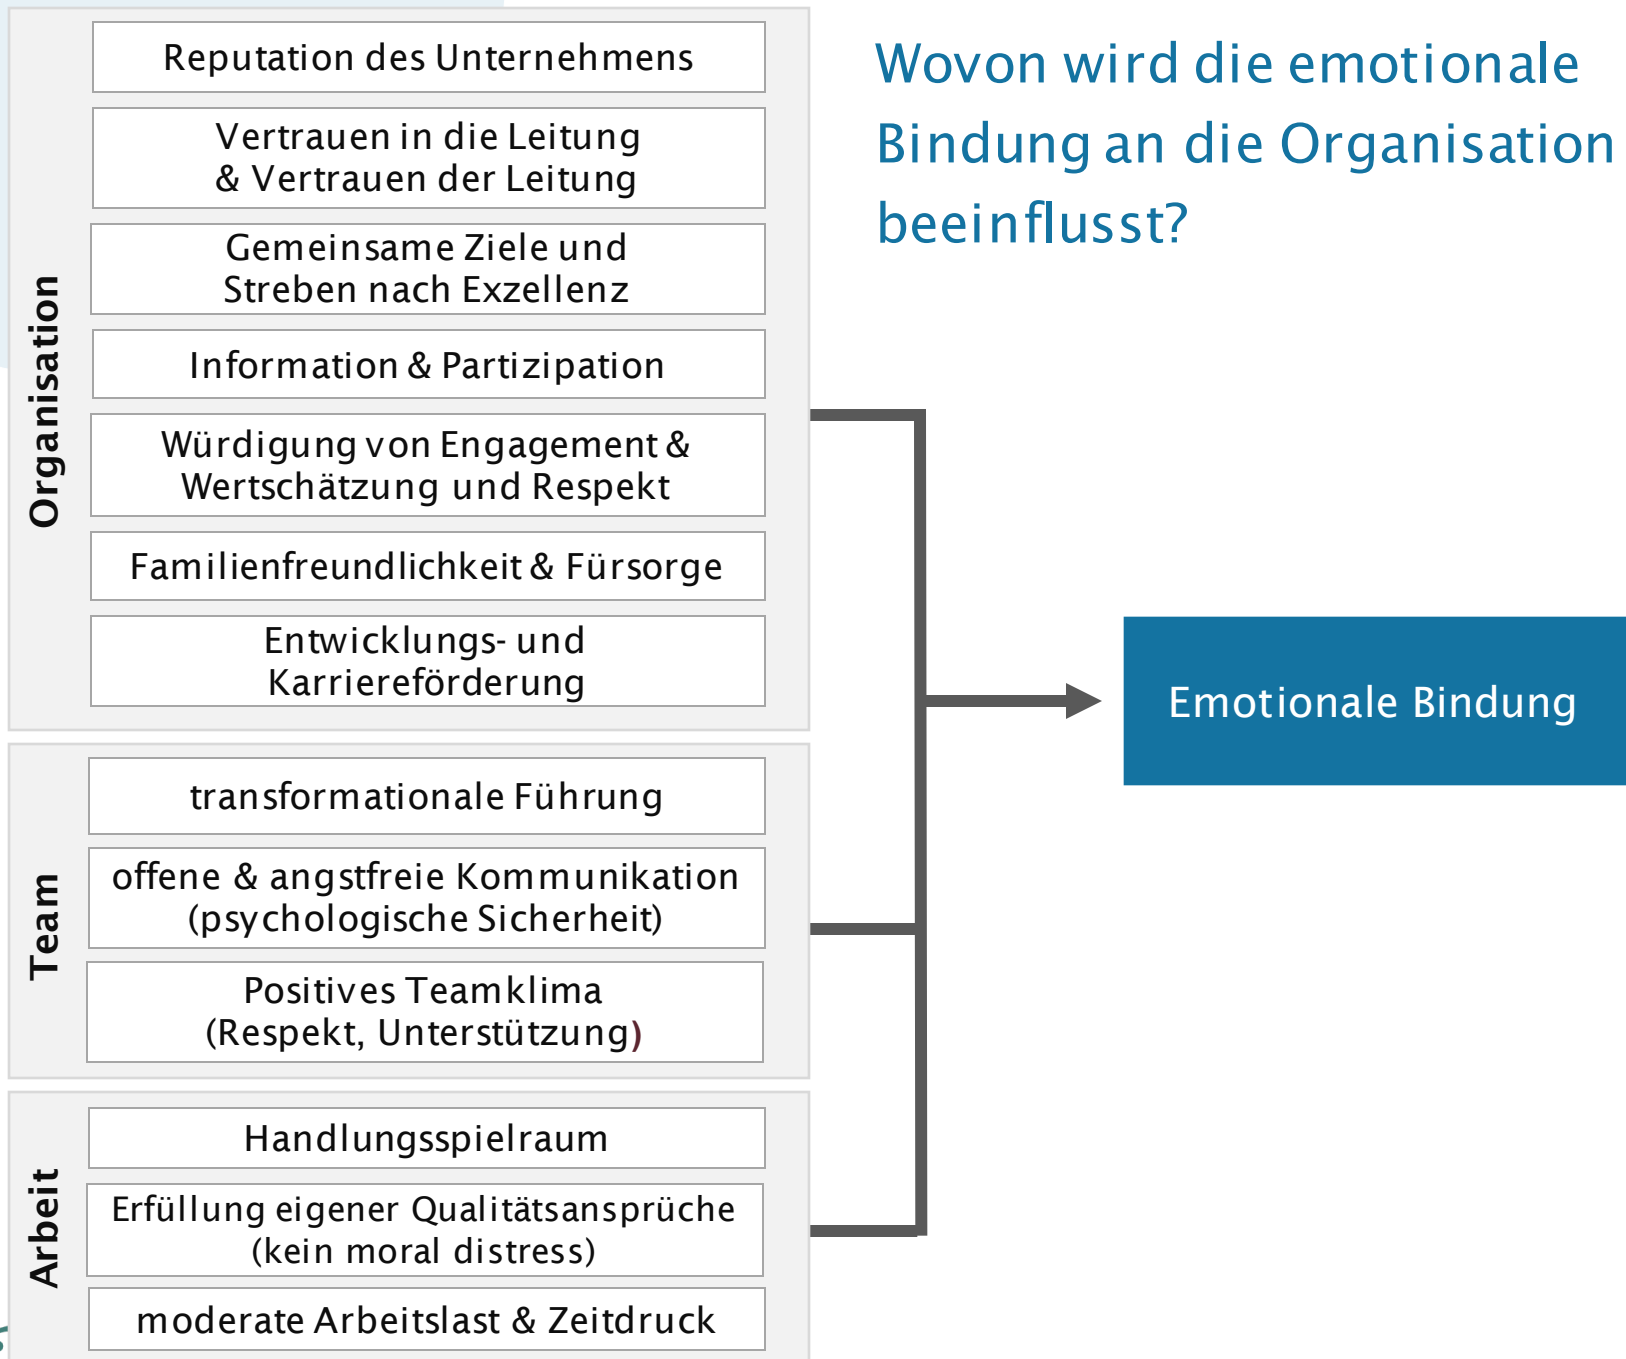 Wovon wird die emotionale
Bindung an die Organisation
beeinflusst?
Organisation
Reputation des Unternehmens
Vertrauen in die Leitung
& Vertrauen der Leitung
Gemeinsame Ziele und
Streben nach Exzellenz
Information & Partizipation
Würdigung von Engagement &
Wertschätzung und Respekt
Familienfreundlichkeit & Fürsorge
Entwicklungs- und
Karriereförderung
Team
transformationale Führung
offene & angstfreie Kommunikation
(psychologische Sicherheit)
Positives Teamklima
(Respekt, Unterstützung)
Arbeit
Handlungsspielraum
Erfüllung eigener Qualitätsansprüche
(kein moral distress)
moderate Arbeitslast & Zeitdruck
Emotionale Bindung